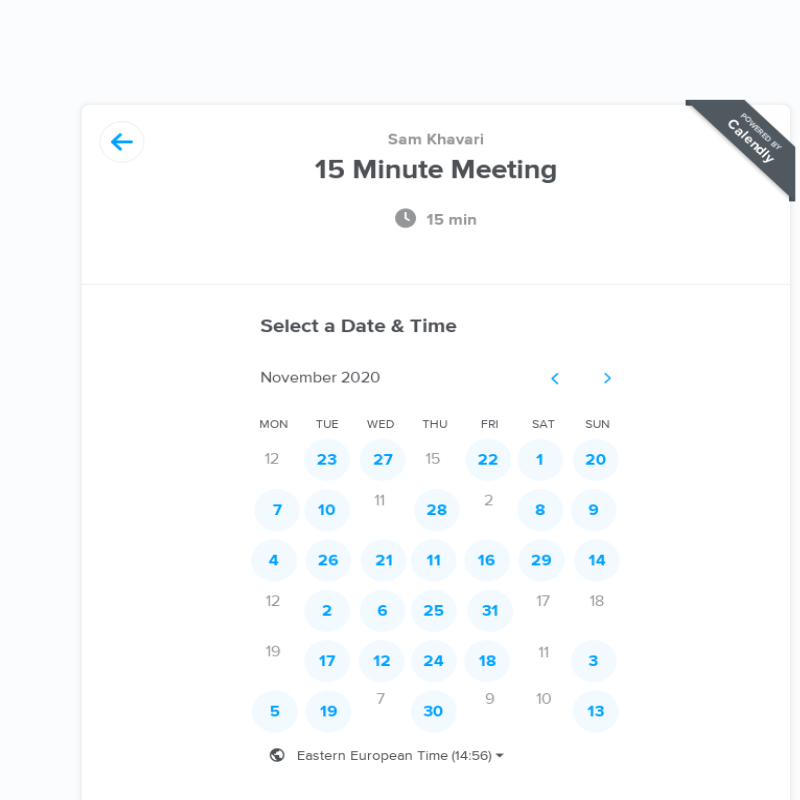 Sam Khavari
15 Minute Meeting
15 min
POWERED BY
Calendly
Select a Date & Time
November 2020
MON TUE WED THU FRI SAT SUN
12 23 27 15 22 1 20
7 10 11 28 2 8 9
4 26 21 11 16 29 14
12 2 6 25 31 17 18
19 17 12 24 18 11 3
5 19 7 30 9 10 13
Eastern European Time (14:56)